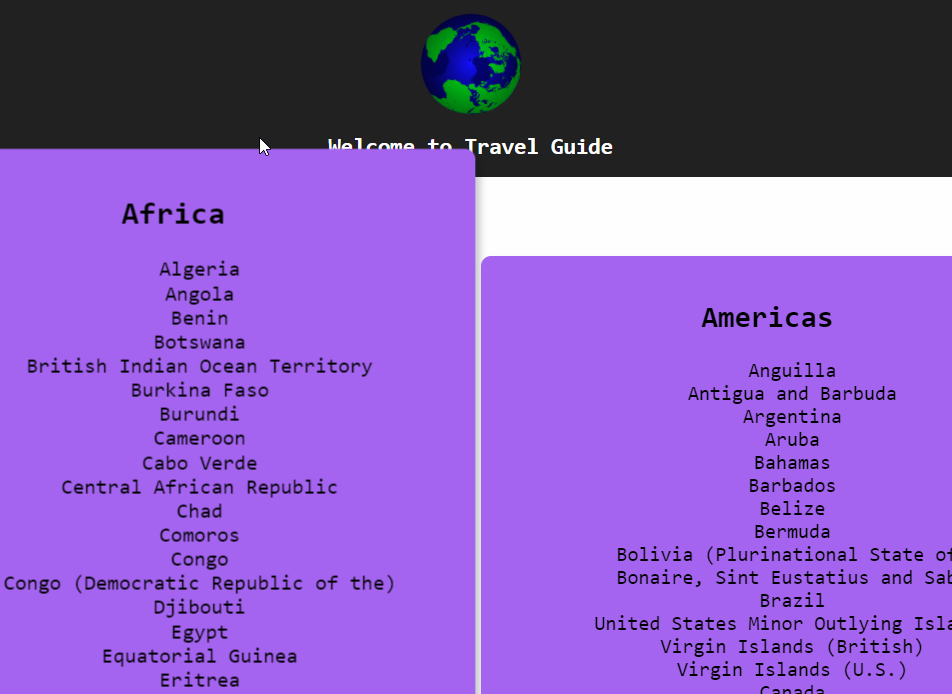 Welcome to Travel Guide
Africa
Algeria
Angola
Benin
Botswana
British Indian Ocean Territory
Burkina Faso
Burundi
Cameroon
Cabo Verde
Central African Republic
Chad
Comoros
Congo
Congo (Democratic Republic of the)
Djibouti
Egypt
Equatorial Guinea
Eritrea
Americas
Anguilla
Antigua and Barbuda
Argentina
Aruba
Bahamas
Barbados
Belize
Bermuda
Bolivia (Plurinational State of
Bonaire, Sint Eustatius and Sab
Brazil
United States Minor Outlying Isla
Virgin Islands (British)
Virgin Islands (U.S.)
Canada